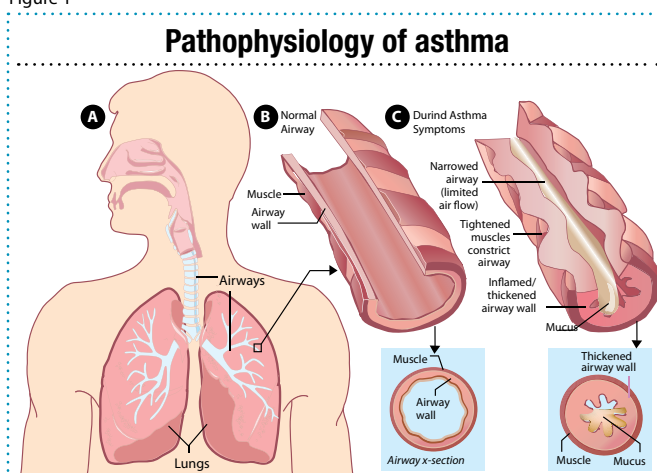 Figure 1
Pathophysiology of asthma
A
B
Normal
Airway
C
Durind Asthma
Symptoms
Muscle
Airway
wall
Airways
Lungs
Narrowed
airway
(limited
air flow)
Tightened
muscles
constrict
airway
Inflamed/
thickened
airway wall
Mucus
Muscle
Airway
wall
Airway x-section
Thickened
airway wall
Muscle
Mucus